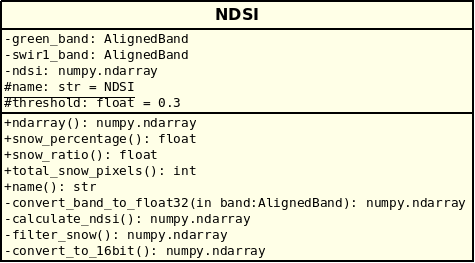 NDSI
-green_band: AlignedBand
-swir1_band: AlignedBand
-ndsi: numpy.ndarray
#name: str = NDSI
#threshold: float = 0.3
+ndarray(): numpy.ndarray
+snow_percentage(): float
+snow_ratio(): float
+total_snow_pixels(): int
+name(): str
-convert_band_to_float32(in band:AlignedBand): numpy.ndarray
-calculate_ndsi(): numpy.ndarray
-filter_snow(): numpy.ndarray
-convert_to_16bit(): numpy.ndarray